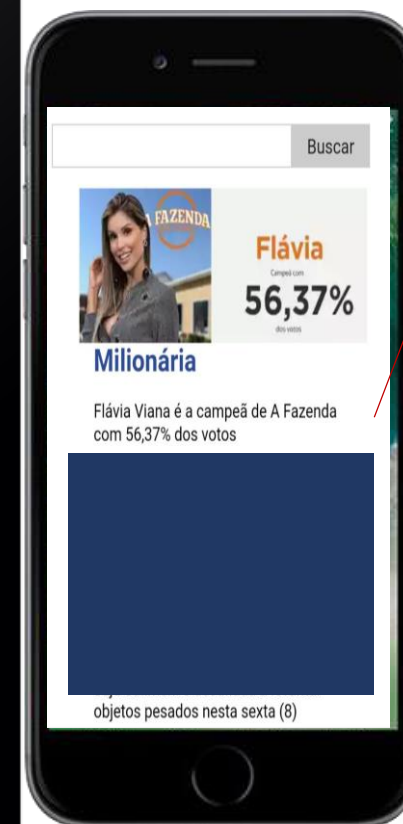 Buscar
A FAZENDA
Flávia
Campeã com
56,37%
dos votos
Milionária
Flávia Viana é a campeã de A Fazenda
com 56,37% dos votos
objetos pesados nesta sexta (8)